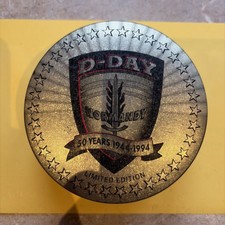 D-DAY
NORMANDY
50 YEARS 1944-1994
LIMITED EDITION